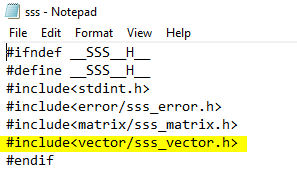 sss - Notepad
File Edit Format View Help
#ifndef __SSS__H__
#define __SSS__H__
#include<stdint.h>
#include<error/sss_error.h>
#include<matrix/sss_matrix.h>
#include<vector/sss_vector.h>
#endif